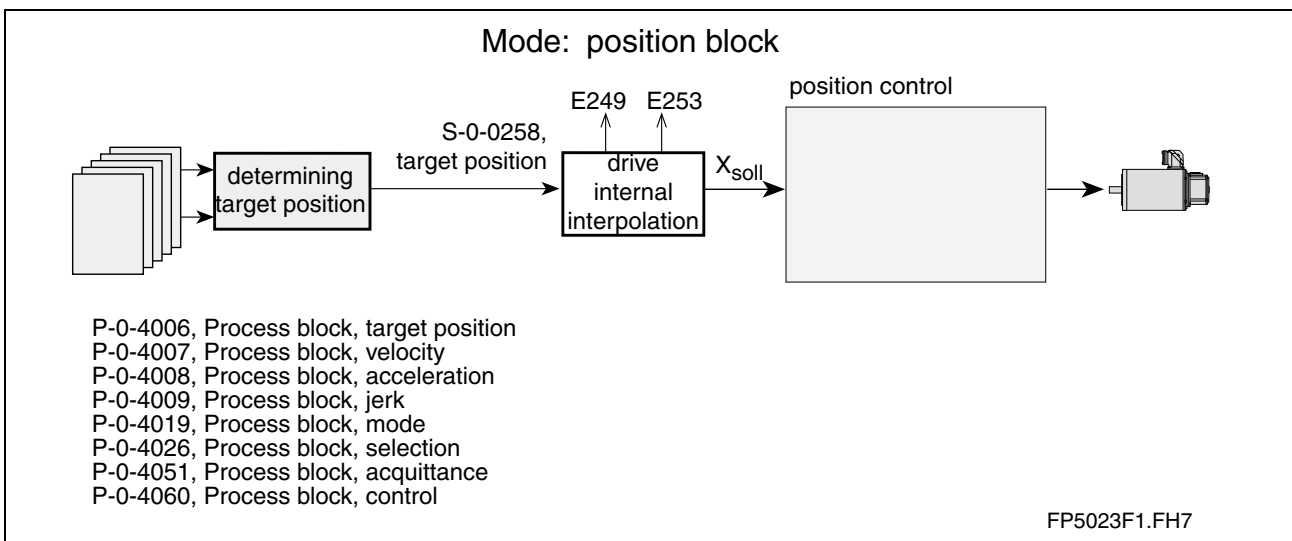 Mode: position block
position control
E249 E253
S-0-0258,
target position
determining
target position
drive
internal
interpolation
Xsoll
P-0-4006, Process block, target position
P-0-4007, Process block, velocity
P-0-4008, Process block, acceleration
P-0-4009, Process block, jerk
P-0-4019, Process block, mode
P-0-4026, Process block, selection
P-0-4051, Process block, acquittance
P-0-4060, Process block, control
FP5023F1.FH7